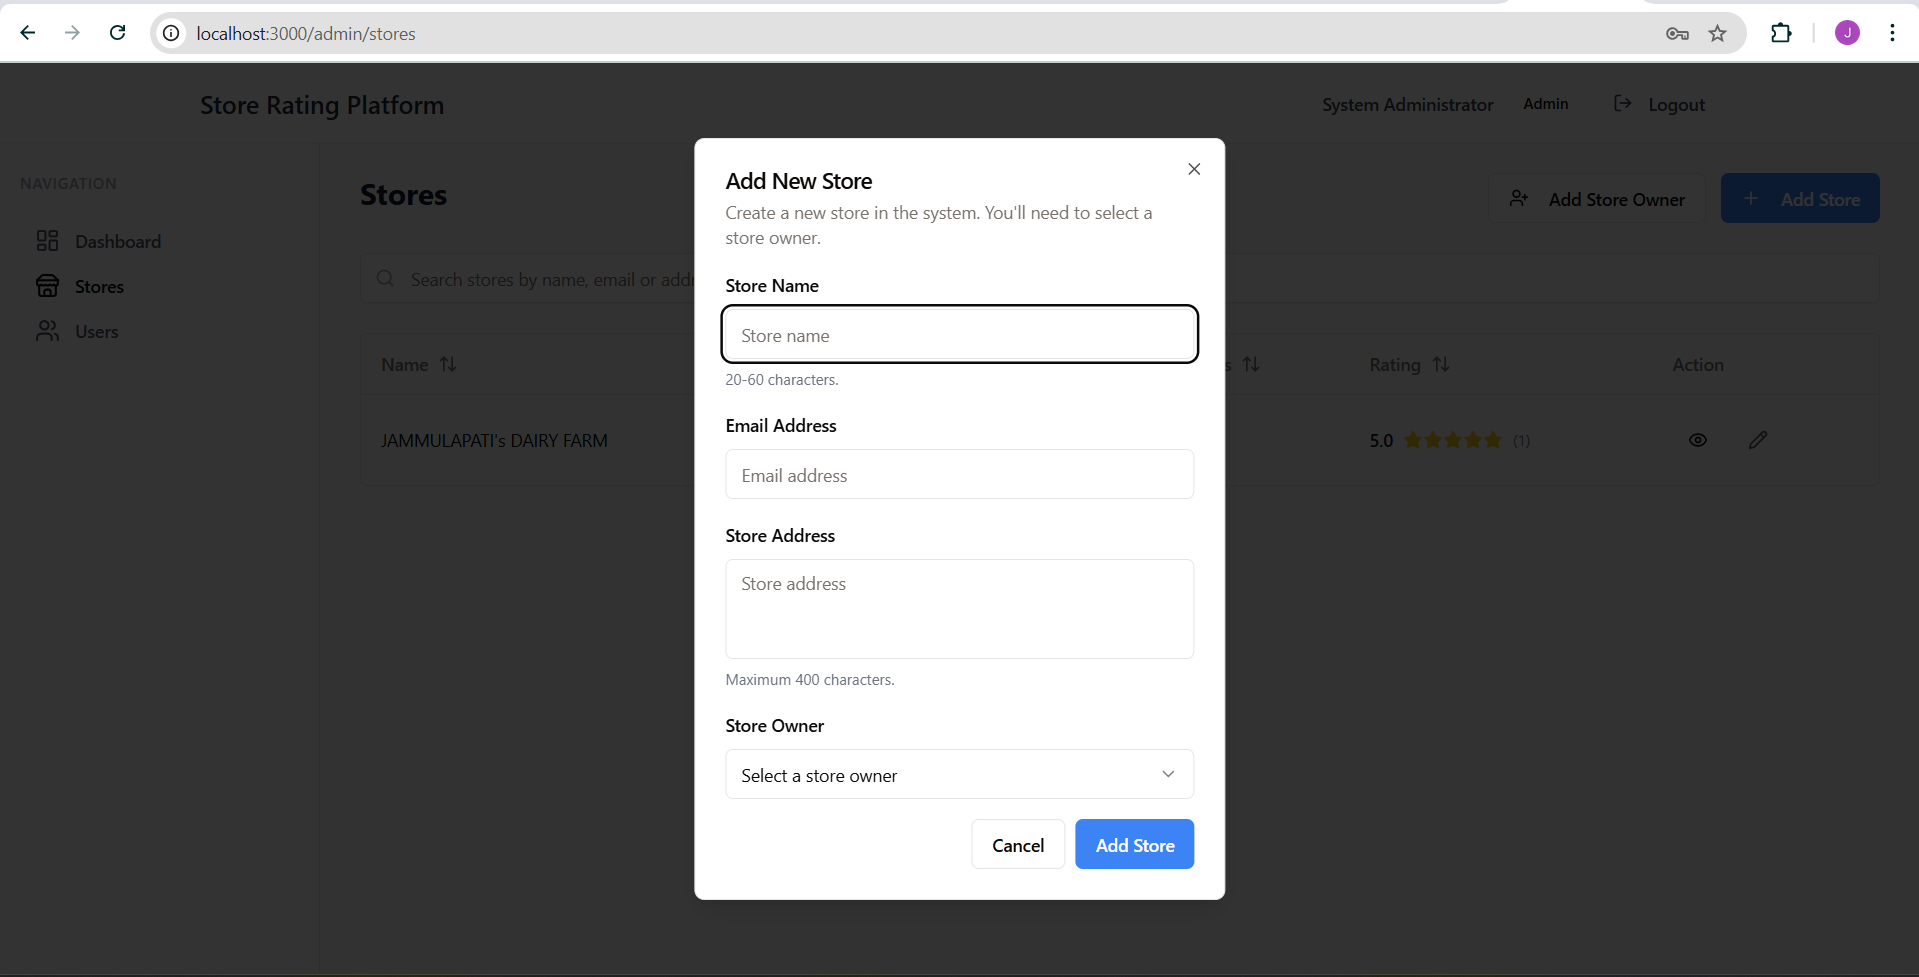 localhost:3000/admin/stores
J
Store Rating Platform
System Administrator
Admin
Logout
NAVIGATION
Dashboard
Stores
Users
Stores
Add Store Owner
Add Store
Search stores by name, email or
Name
Rating
Action
JAMMULAPATI's DAIRY FARM
5.0
(1)
Add New Store
Create a new store in the system. You'll need to select a
store owner.
Store Name
Store name
20-60 characters.
Email Address
Email address
Store Address
Store address
Maximum 400 characters.
Store Owner
Select a store owner
Cancel
Add Store